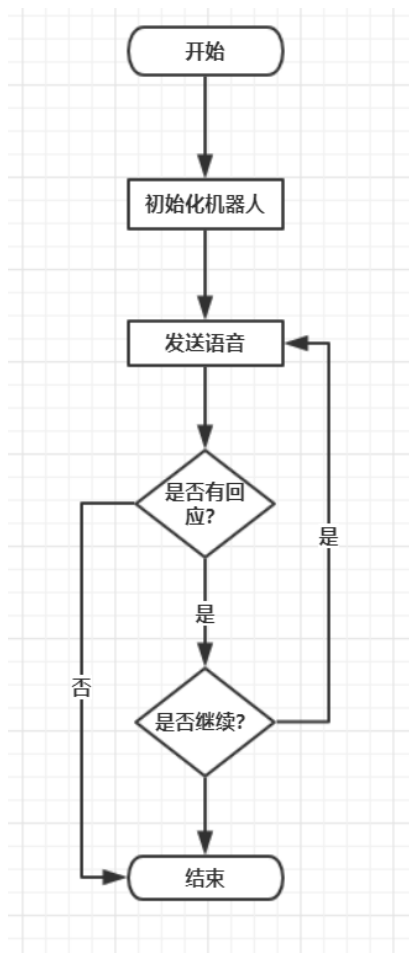 开始
初始化机器人
发送语音
是否有回
应?
是
是
否
是否继续?
结束